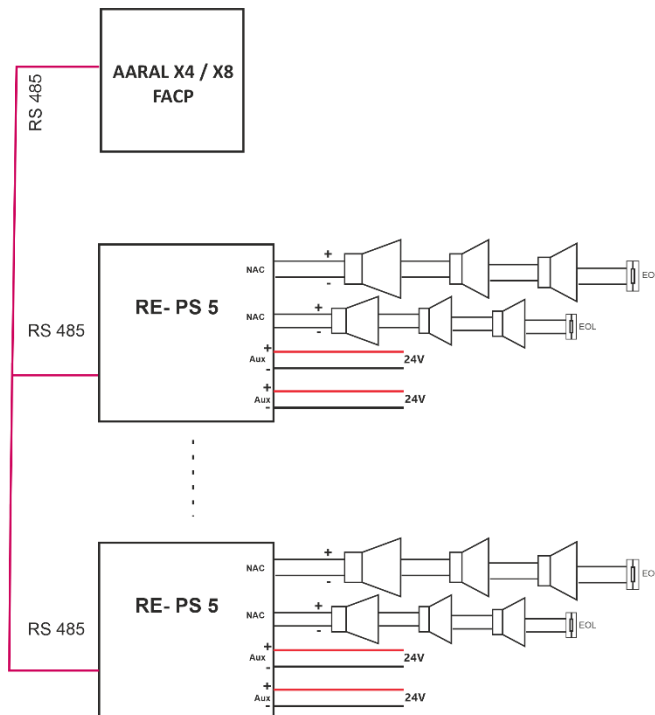 AARAL X4 / X8
FACP
RS 485
RE- PS 5
RS 485
NAC
+
-
EO
NAC
+
-
EOL
+
Aux
-
24V
+
Aux
-
24V
RE- PS 5
RS 485
NAC
+
-
EO
NAC
+
-
EOL
+
Aux
-
24V
+
Aux
-
24V